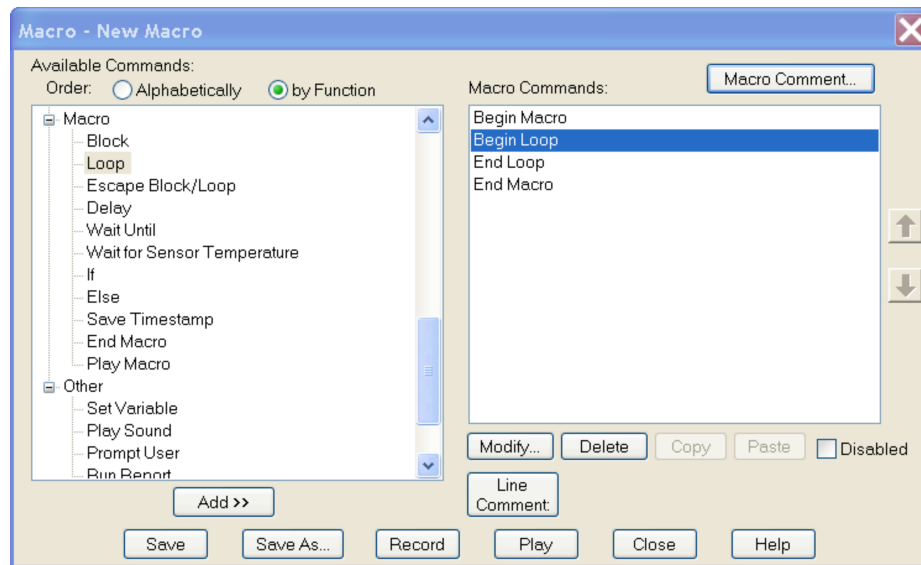 Macro - New Macro
Available Commands:
Order: Alphabetically by Function
Macro
Block
Loop
Escape Block/Loop
Delay
Wait Until
Wait for Sensor Temperature
If
Else
Save Timestamp
End Macro
Play Macro
Other
Set Variable
Play Sound
Prompt User
Run Report
Add >>
Macro Commands:
Macro Comment...
Begin Macro
Begin Loop
End Loop
End Macro
Modify... Delete Copy Paste Disabled
Line
Comment:
Save Save As... Record Play Close Help